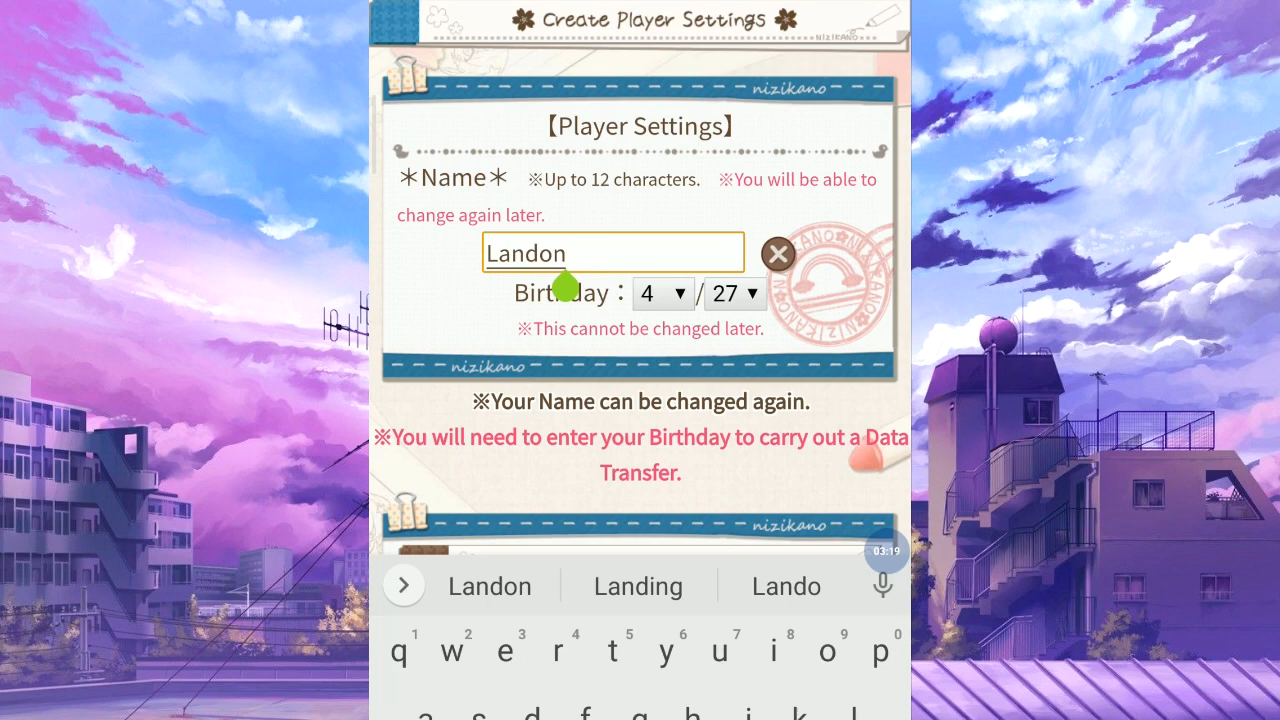 Create Player Settings
NIZIKANO
nizikano
【Player Settings】
＊Name＊ ※Up to 12 characters. ※You will be able to
change again later.
Landon
Birthday： 4 ▼ / 27 ▼
※This cannot be changed later.
NIZIKANO NIZIKANO NIZIKANO
nizikano
※Your Name can be changed again.
※You will need to enter your Birthday to carry out a Data
Transfer.
nizikano
03:19
Landon Landing Lando
1 2 3 4 5 6 7 8 9 0
q w e r t y u i o p
a s d f g h j k l